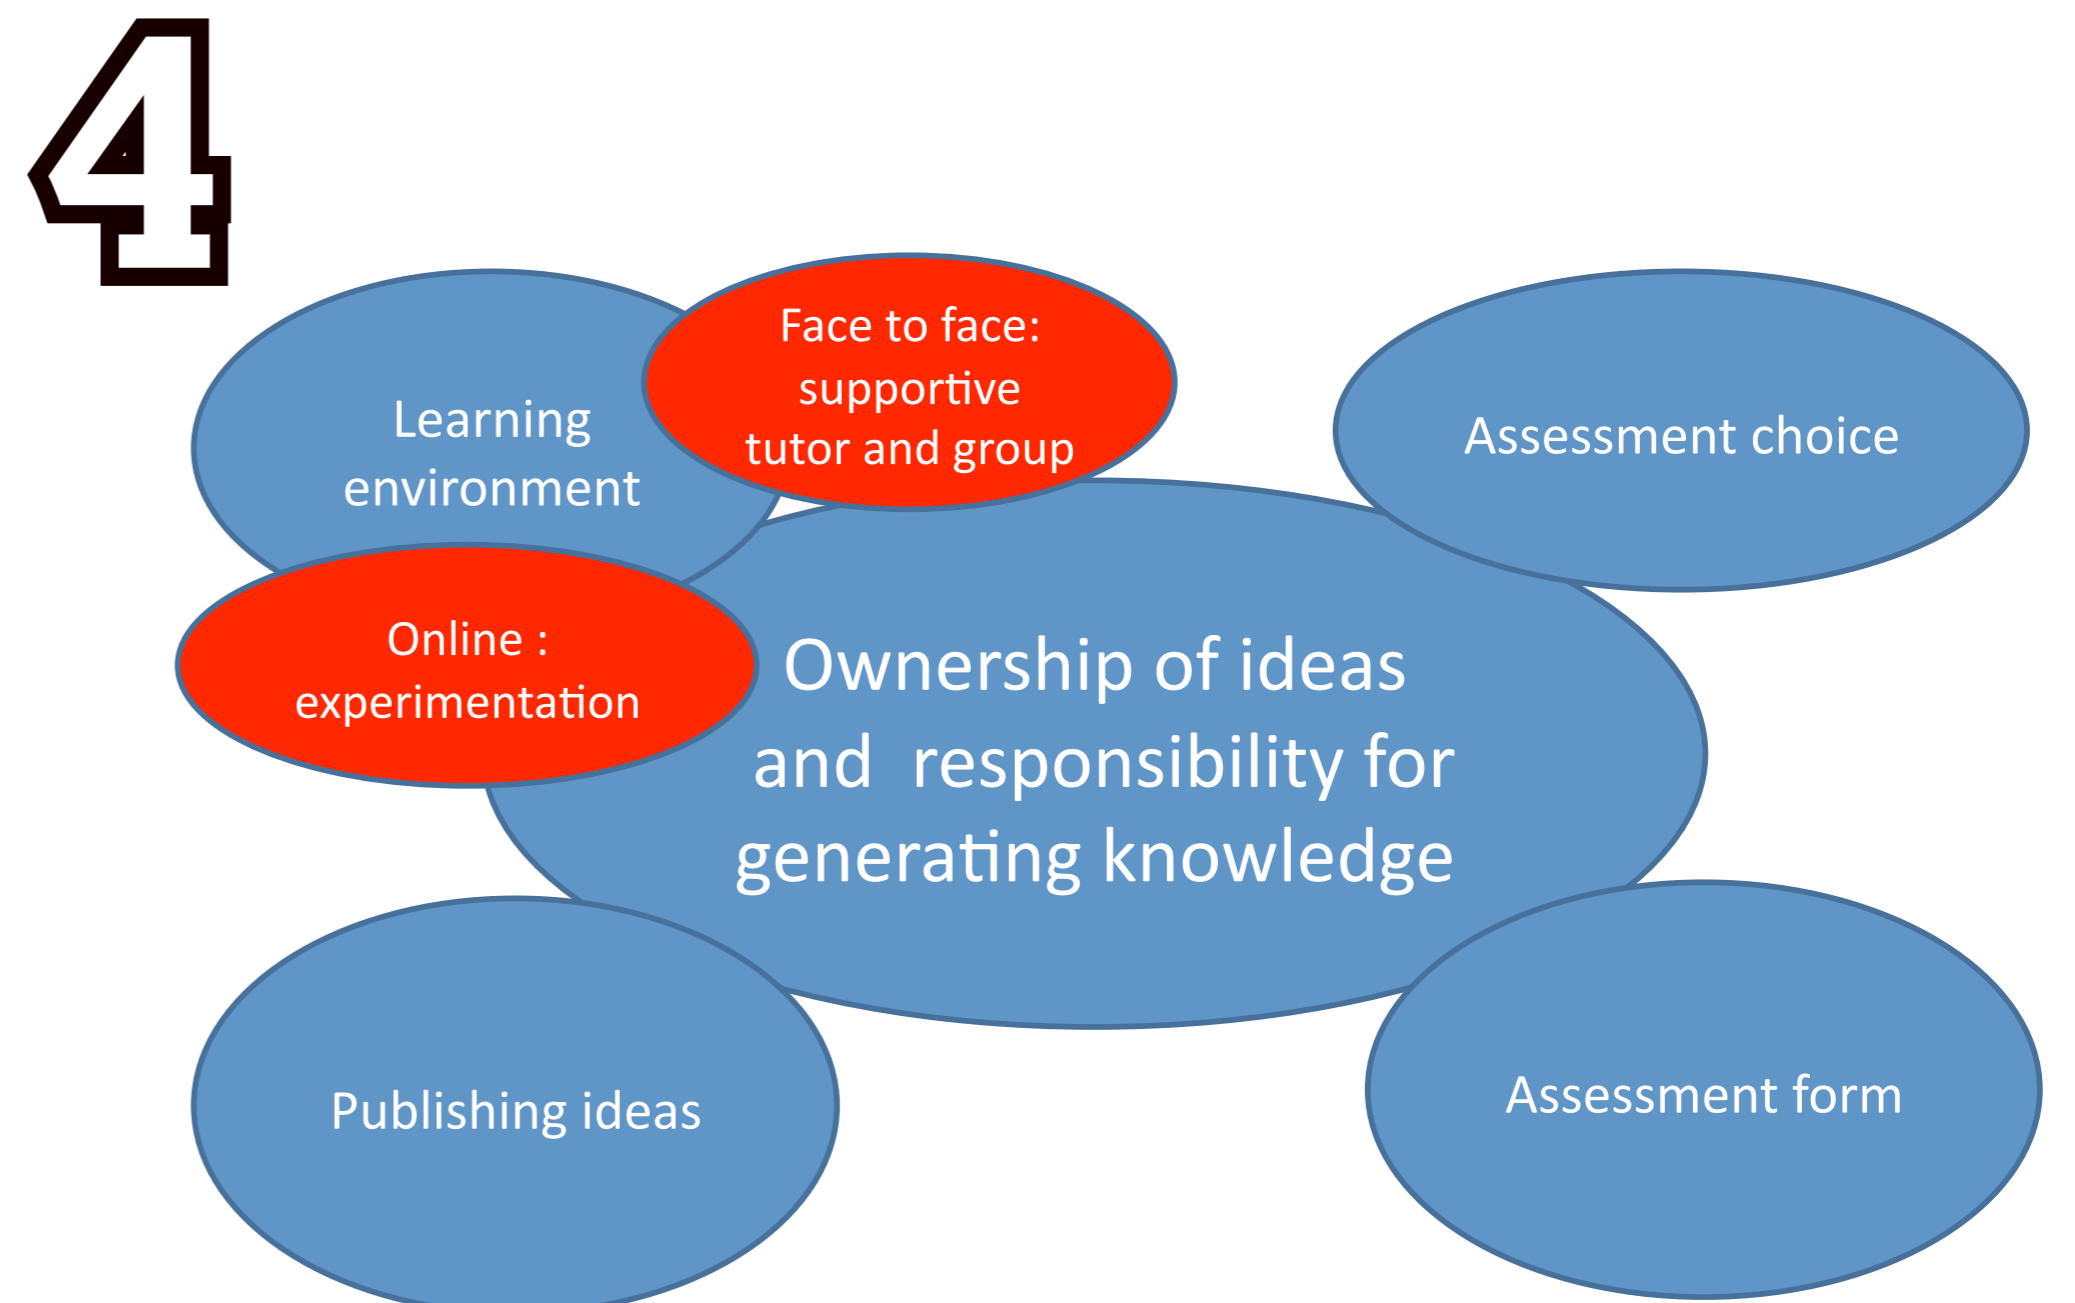 4
Face to face:
supportive
tutor and group
Learning
environment
Assessment choice
Online :
experimentation
Ownership of ideas
and  responsibility for
generating knowledge
Publishing ideas
Assessment form